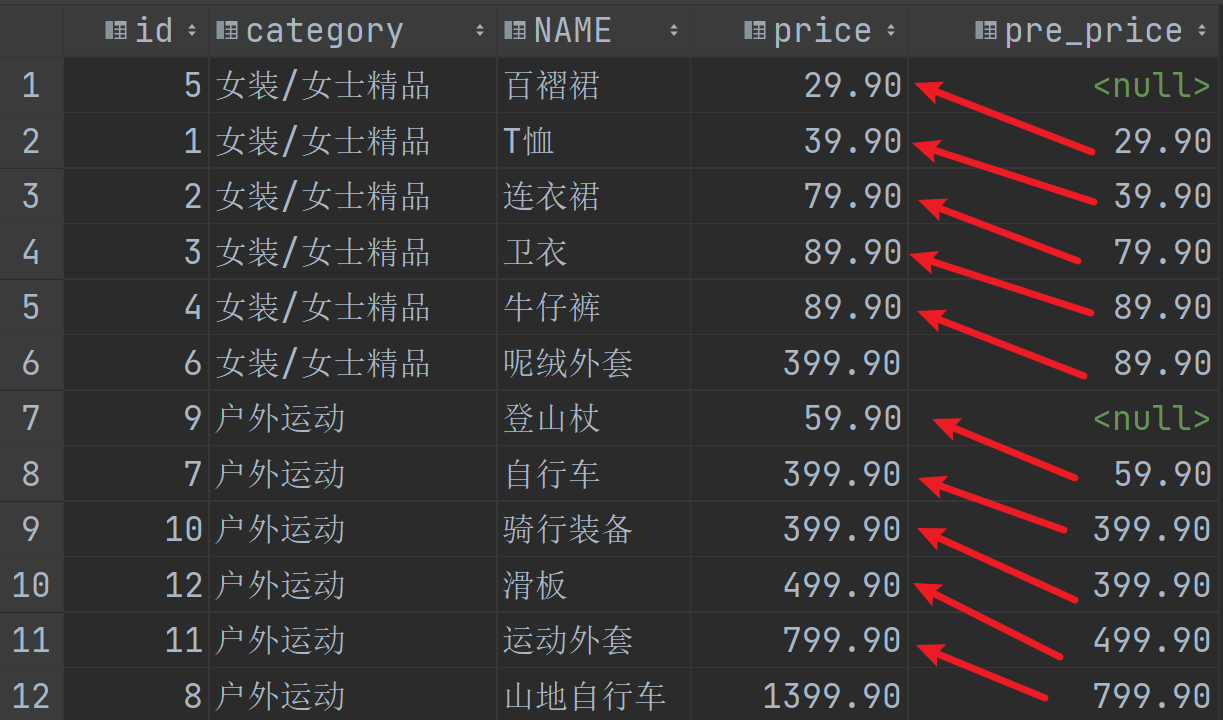 id category NAME price pre_price
1 5 女装/女士精品 百褶裙 29.90 <null>
2 1 女装/女士精品 T恤 39.90 29.90
3 2 女装/女士精品 连衣裙 79.90 39.90
4 3 女装/女士精品 卫衣 89.90 79.90
5 4 女装/女士精品 牛仔裤 89.90 89.90
6 6 女装/女士精品 呢绒外套 399.90 89.90
7 9 户外运动 登山杖 59.90 <null>
8 7 户外运动 自行车 399.90 59.90
9 10 户外运动 骑行装备 399.90 399.90
10 12 户外运动 滑板 499.90 399.90
11 11 户外运动 运动外套 799.90 499.90
12 8 户外运动 山地自行车 1399.90 799.90